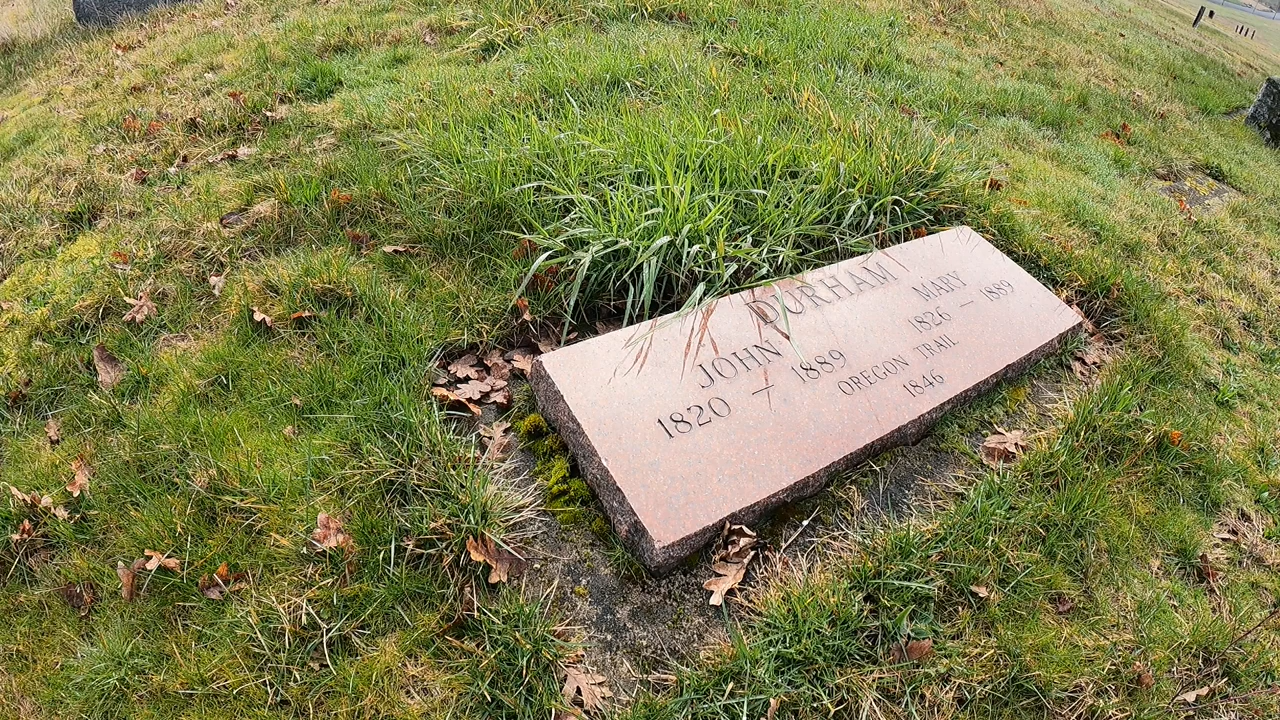 DURHAM
JOHN MARY
1820 – 1889 1826 – 1889
OREGON TRAIL
1846